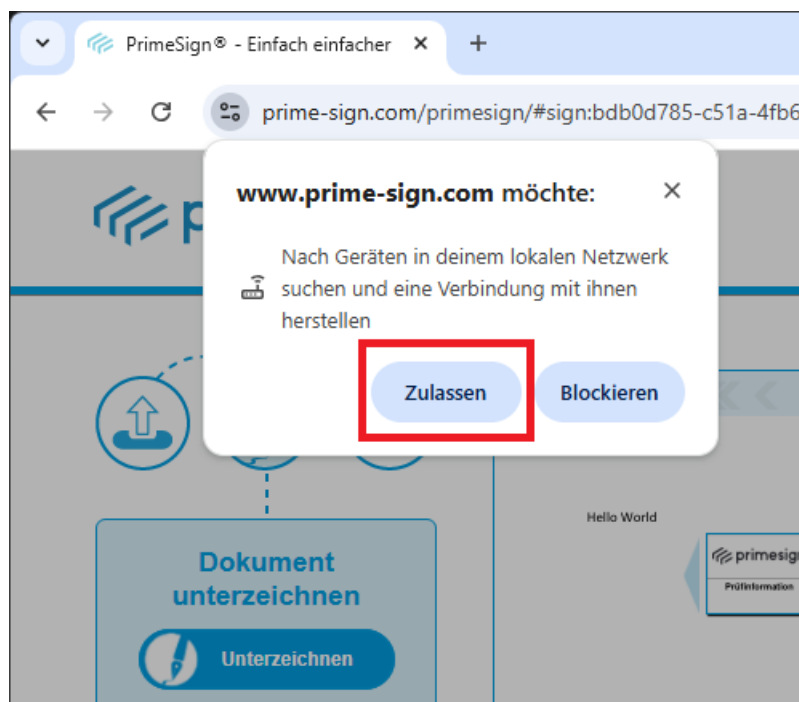 PrimeSign® - Einfach einfacher
prime-sign.com/primesign/#sign:bdb0d785-c51a-4fb6
www.prime-sign.com möchte:
Nach Geräten in deinem lokalen Netzwerk
suchen und eine Verbindung mit ihnen
herstellen
Zulassen
Blockieren
Hello World
primesign
Prüfinformation
Dokument
unterzeichnen
Unterzeichnen